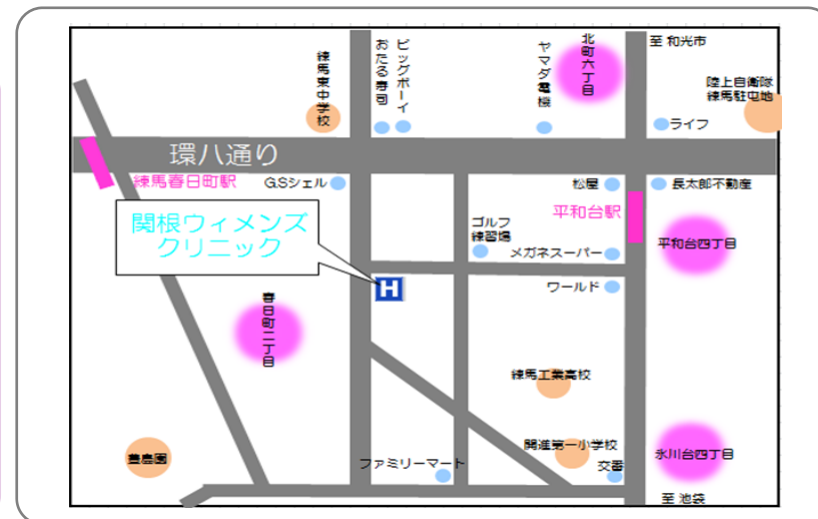 練馬東中学校
おたる寿司
ビッグボーイ
ヤマダ電機
北町六丁目
至 和光市
陸上自衛隊
練馬駐屯地
ライフ
環八通り
練馬春日町駅
G.Sシェル
松屋
長太郎不動産
関根ウィメンズ
クリニック
平和台駅
ゴルフ
練習場
メガネスーパー
平和台四丁目
H
ワールド
春日町二丁目
練馬工業高校
開進第一小学校
豊島園
ファミリーマート
交番
氷川台四丁目
至 池袋